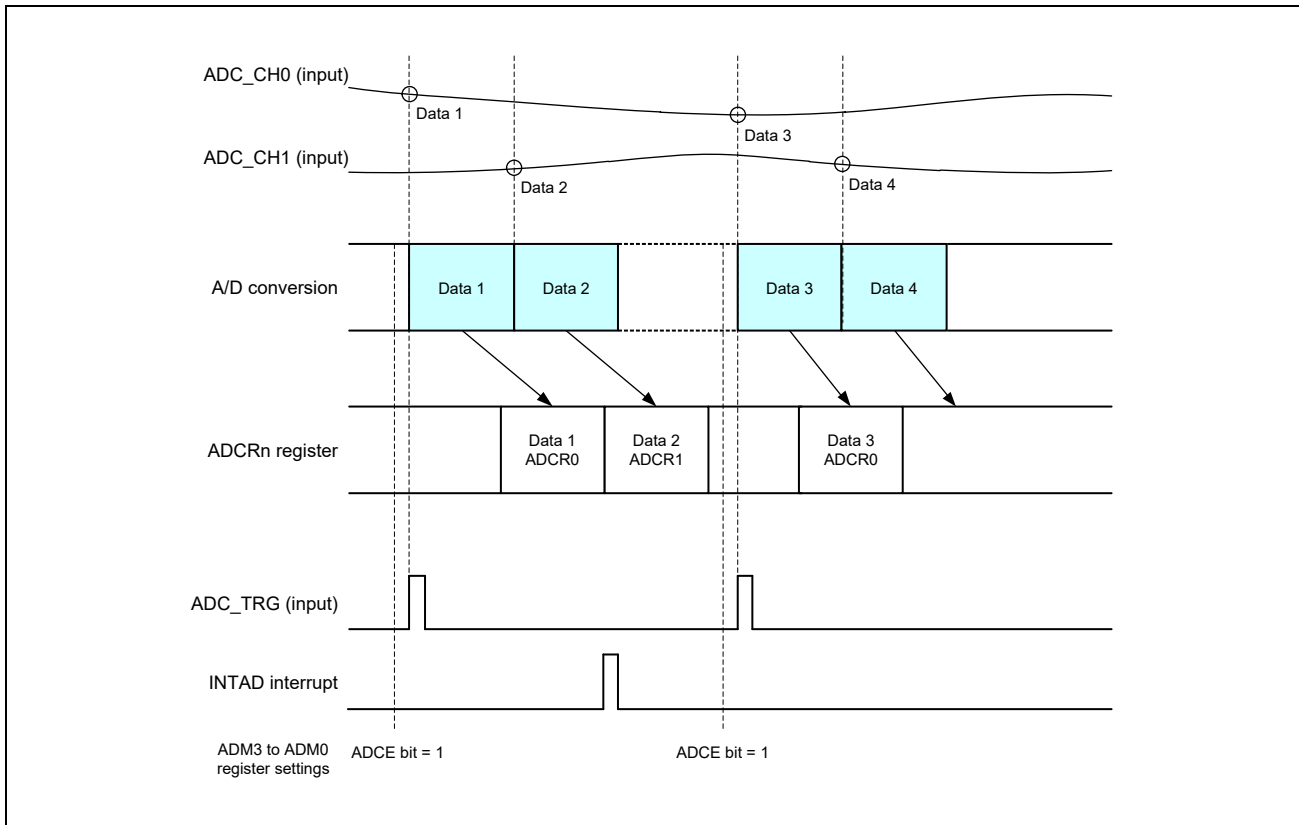 ADC_CH0 (input)
Data 1
Data 3
ADC_CH1 (input)
Data 2
Data 4
A/D conversion
Data 1
Data 2
Data 3
Data 4
ADCRn register
Data 1
ADCR0
Data 2
ADCR1
Data 3
ADCR0
ADC_TRG (input)
INTAD interrupt
ADM3 to ADM0
register settings
ADCE bit = 1
ADCE bit = 1